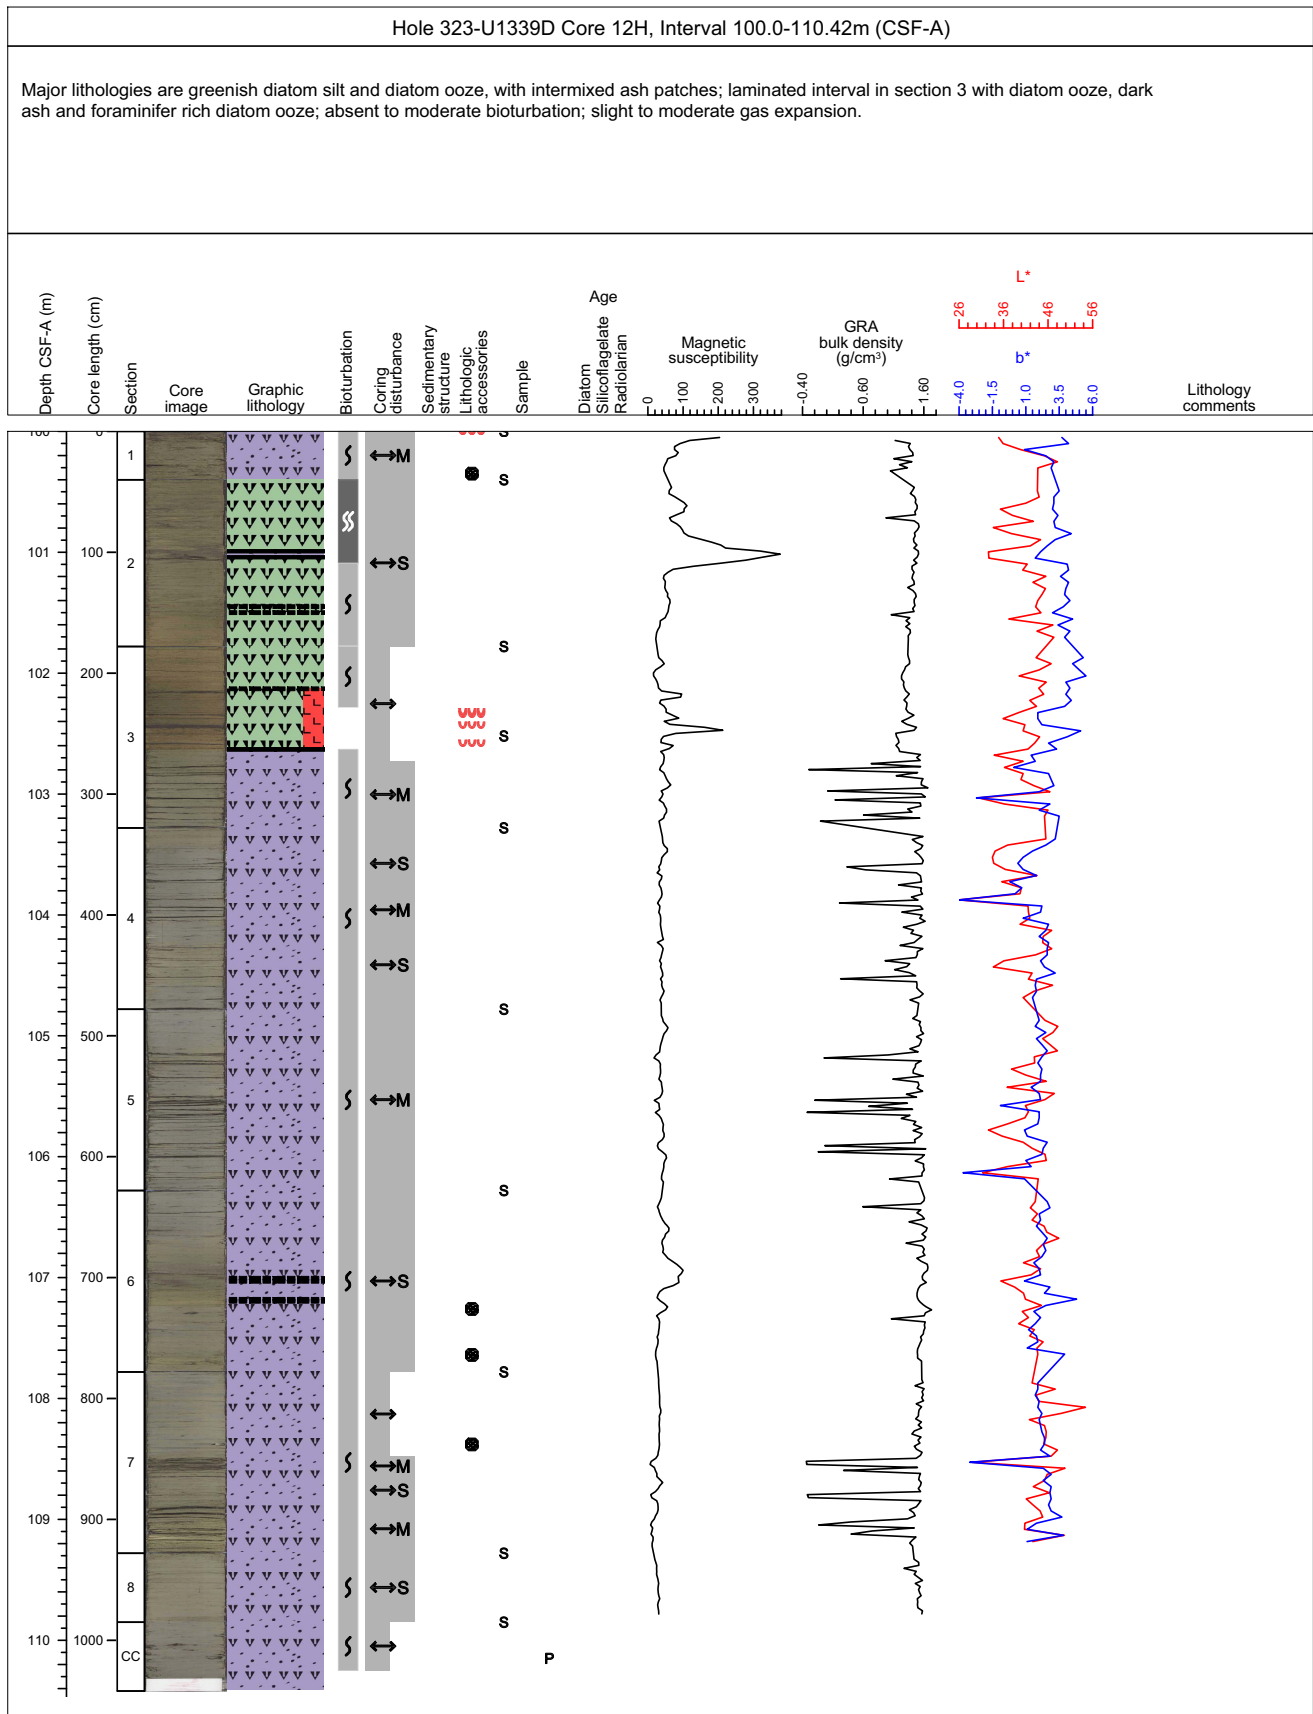 Hole 323-U1339D Core 12H, Interval 100.0-110.42m (CSF-A)
Major lithologies are greenish diatom silt and diatom ooze, with intermixed ash patches; laminated interval in section 3 with diatom ooze, dark
ash and foraminifer rich diatom ooze; absent to moderate bioturbation; slight to moderate gas expansion.
Depth CSF-A (m)
Core length (cm)
Section
Core
image
Graphic
lithology
Bioturbation
Coring
disturbance
Sedimentary
structure
Lithologic
accessories
Sample
Age
Diatom
Silicoflagelate
Radiolarian
Magnetic
susceptibility
0 100 200 300
GRA
bulk density
(g/cm³)
-0.40 0.60 1.60
L*
26 36 46 56
b*
-4.0 -1.5 1.0 3.5 6.0
Lithology
comments
100 0 S
1 M
S
101 100
2 S
S
102 200
S
3
103 300 M
S
S
104 400 4 M
S
S
105 500
5 M
106 600
S
107 700 6 S
S
108 800
7 M
S
109 900 M
S
8 S
S
110 1000
CC P